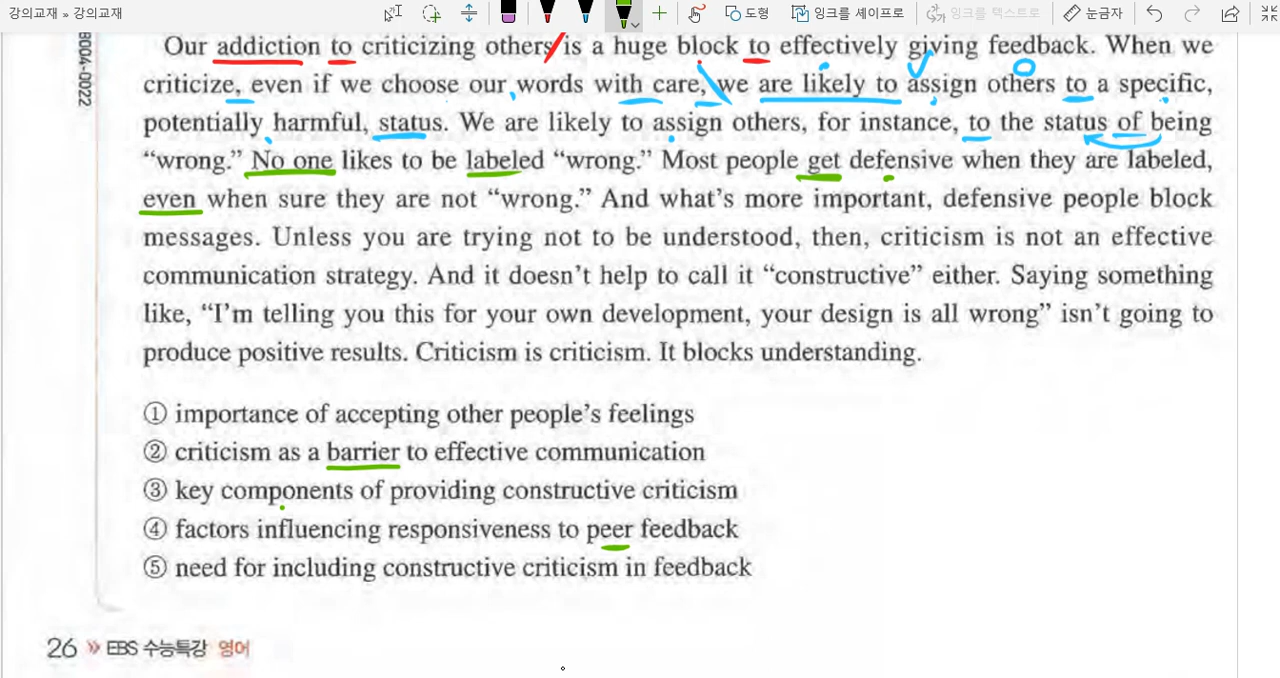 강의교재 » 강의교재
도형
잉크를 셰이프로
잉크를 텍스트로
눈금자
B004-0022
Our addiction to criticizing others is a huge block to effectively giving feedback. When we
criticize, even if we choose our words with care, we are likely to assign others to a specific,
potentially harmful, status. We are likely to assign others, for instance, to the status of being
“wrong.” No one likes to be labeled “wrong.” Most people get defensive when they are labeled,
even when sure they are not “wrong.” And what’s more important, defensive people block
messages. Unless you are trying not to be understood, then, criticism is not an effective
communication strategy. And it doesn’t help to call it “constructive” either. Saying something
like, “I’m telling you this for your own development, your design is all wrong” isn’t going to
produce positive results. Criticism is criticism. It blocks understanding.
① importance of accepting other people’s feelings
② criticism as a barrier to effective communication
③ key components of providing constructive criticism
④ factors influencing responsiveness to peer feedback
⑤ need for including constructive criticism in feedback
26 » EBS 수능특강 영어